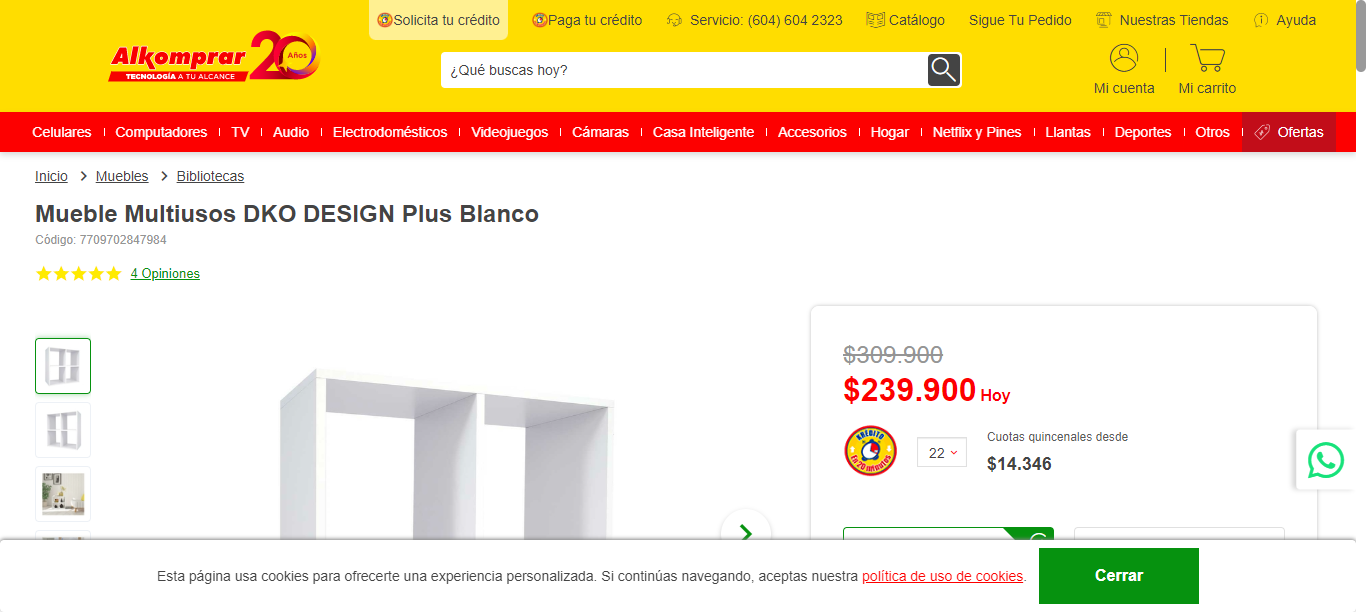 Solicita tu crédito
Paga tu crédito
Servicio: (604) 604 2323
Catálogo
Sigue Tu Pedido
Nuestras Tiendas
Ayuda
Alkomprar 20 Años
TECNOLOGÍA A TU ALCANCE
¿Qué buscas hoy?
Mi cuenta
Mi carrito
Celulares
Computadores
TV
Audio
Electrodomésticos
Videojuegos
Cámaras
Casa Inteligente
Accesorios
Hogar
Netflix y Pines
Llantas
Deportes
Otros
Ofertas
Inicio > Muebles > Bibliotecas
Mueble Multiusos DKO DESIGN Plus Blanco
Código: 7709702847984
4 Opiniones
$309.900
$239.900 Hoy
KRÉDITO
En 20 minutos
22
Cuotas quincenales desde
$14.346
Esta página usa cookies para ofrecerte una experiencia personalizada. Si continúas navegando, aceptas nuestra política de uso de cookies.
Cerrar